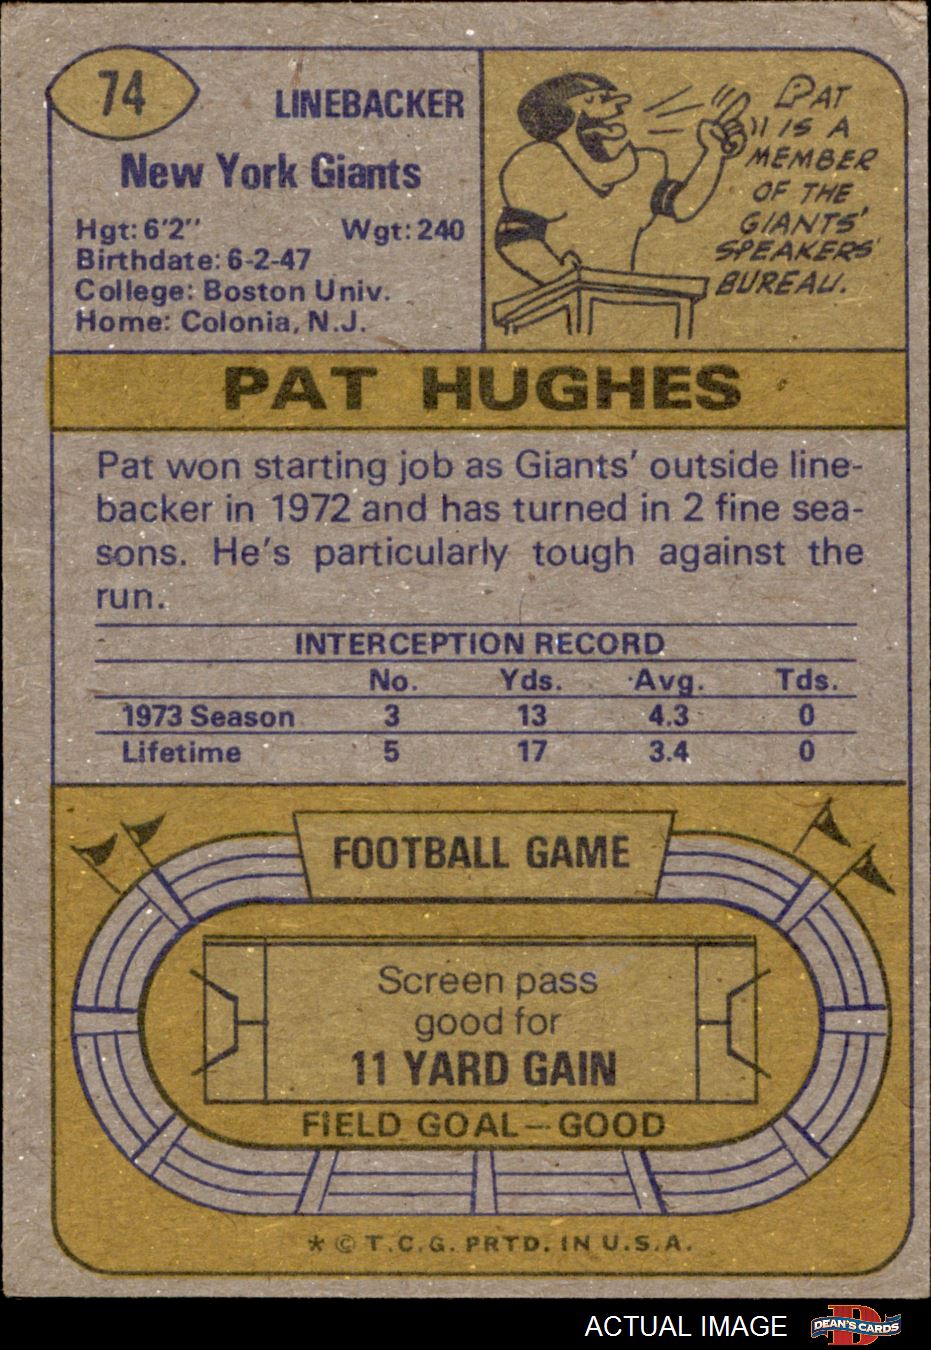 74
LINEBACKER
New York Giants
Hgt: 6'2" Wgt: 240
Birthdate: 6-2-47
College: Boston Univ.
Home: Colonia, N.J.
PAT
IS A
MEMBER
OF THE
GIANTS'
SPEAKERS'
BUREAU.
PAT HUGHES
Pat won starting job as Giants' outside line-
backer in 1972 and has turned in 2 fine sea-
sons. He's particularly tough against the
run.
INTERCEPTION RECORD
No. Yds. Avg. Tds.
1973 Season 3 13 4.3 0
Lifetime 5 17 3.4 0
FOOTBALL GAME
Screen pass
good for
11 YARD GAIN
FIELD GOAL — GOOD
* © T.C.G. PRTD. IN U.S.A.
ACTUAL IMAGE
DEAN'S CARDS